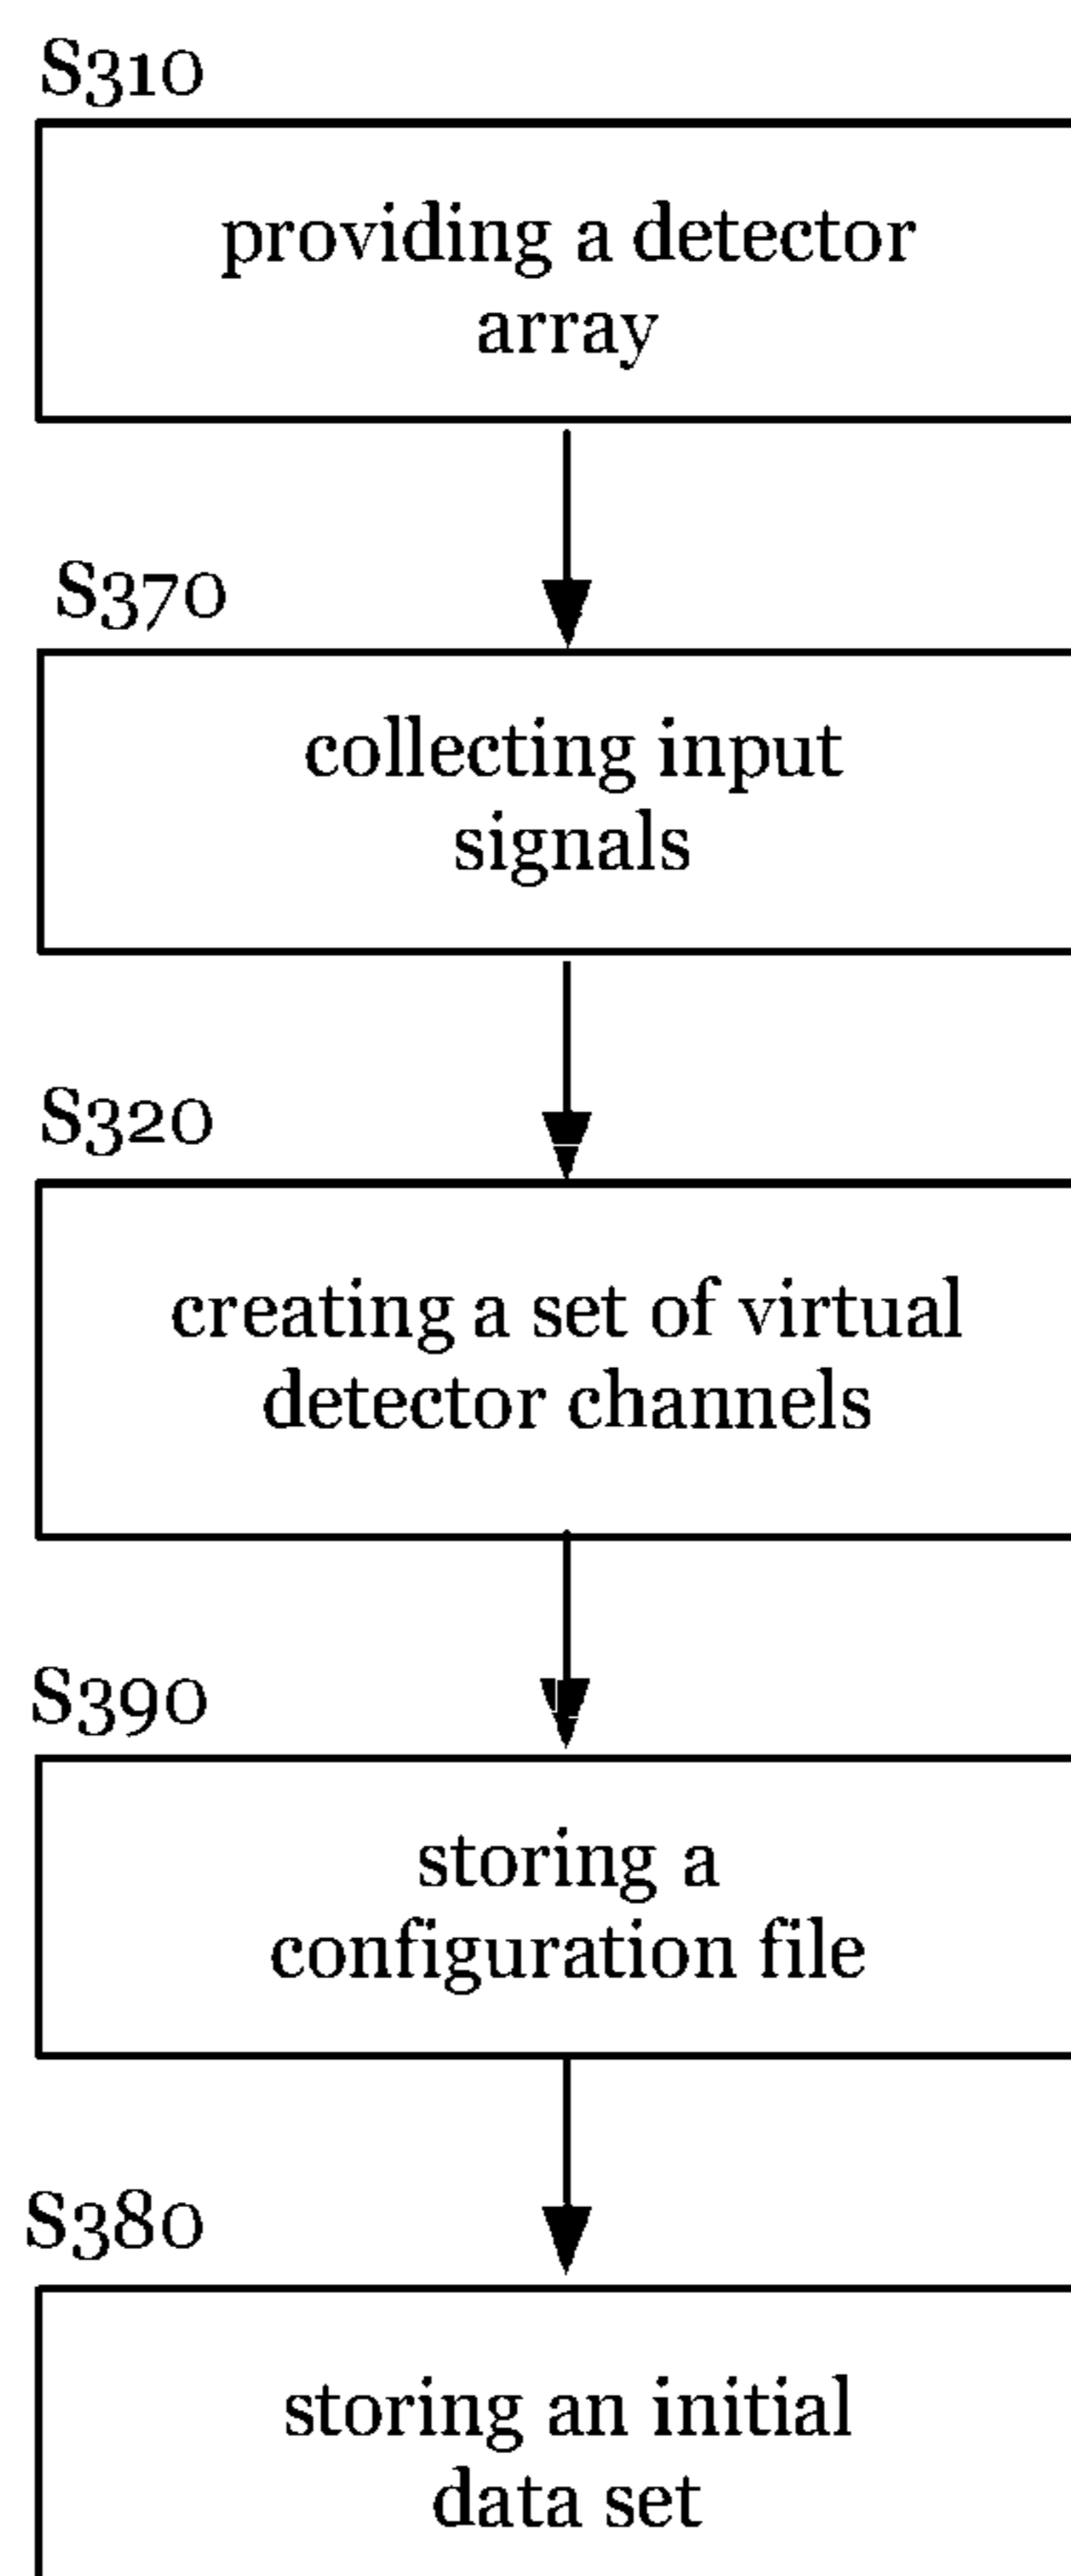 S310
providing a detector
array
S370
collecting input
signals
S320
creating a set of virtual
detector channels
S390
storing a
configuration file
S380
storing an initial
data set